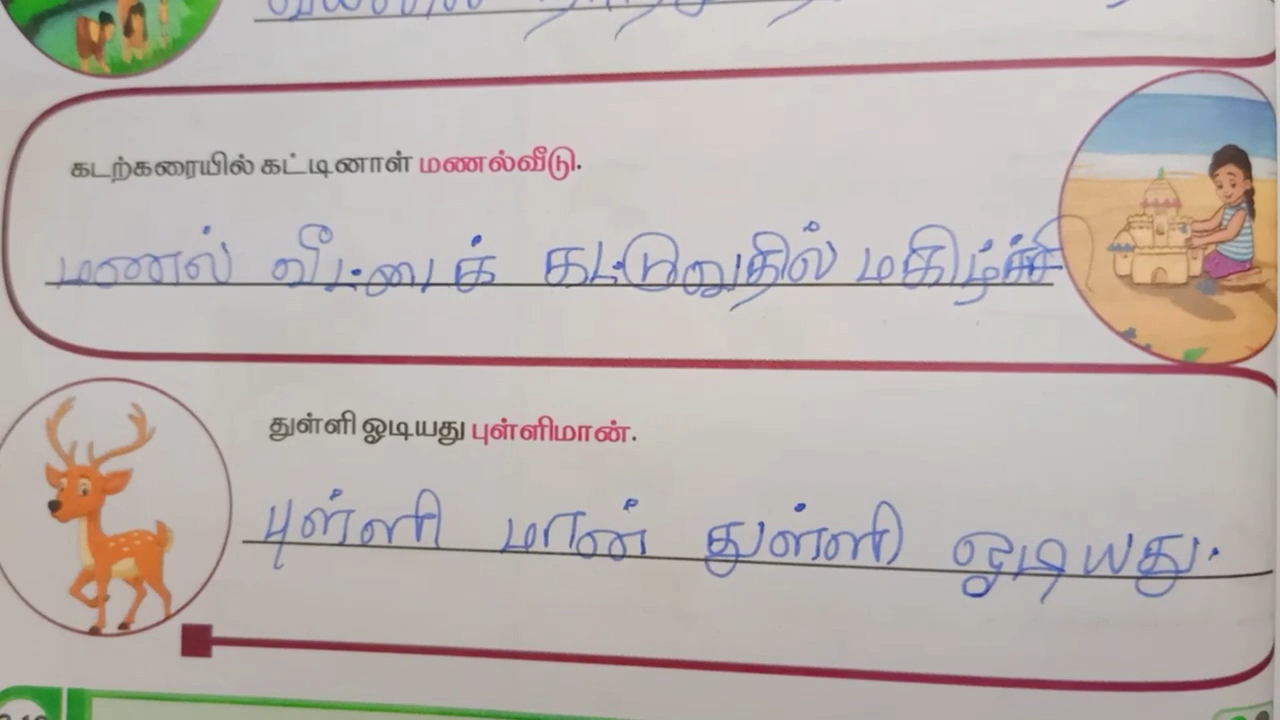 கடற்கரையில் கட்டினாள் மணல்வீடு.
மணல் வீட்டைக் கட்டுவதில் மகிழ்ச்சி
துள்ளி ஓடியது புள்ளிமான்.
புள்ளி மான் துள்ளி ஓடியது.